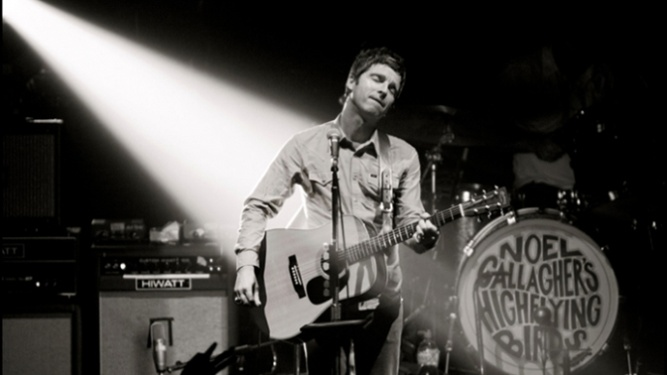 HIWATT
NOEL
GALLAGHER'S
HIGH FLYING
BIRDS